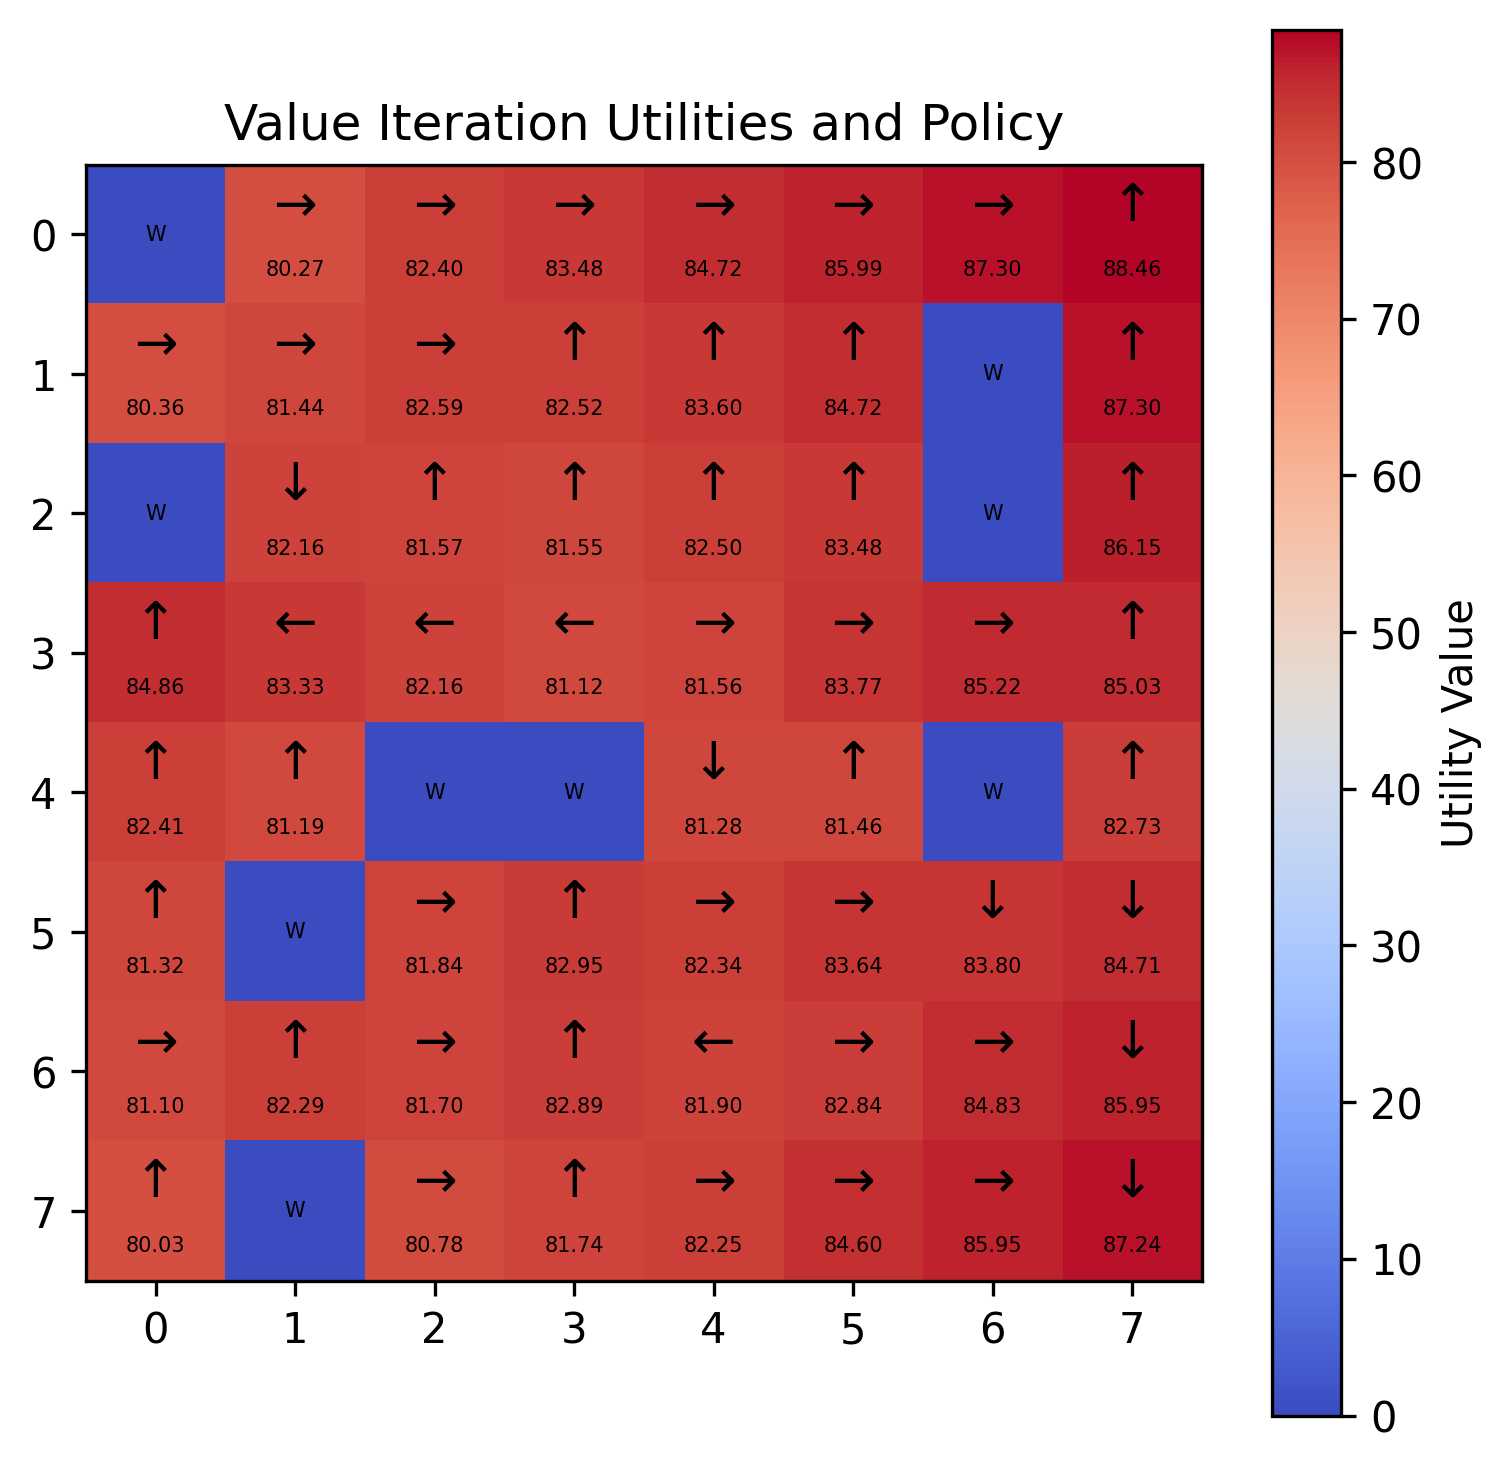 Value Iteration Utilities and Policy
0 W → → → → → → ↑ 80
80.27 82.40 83.48 84.72 85.99 87.30 88.46
→ → → ↑ ↑ ↑ ↑ 70
1 W
80.36 81.44 82.59 82.52 83.60 84.72 87.30
↓ ↑ ↑ ↑ ↑ ↑ 60
2 W W
82.16 81.57 81.55 82.50 83.48 86.15
↑ ← ← ← → → → ↑ 50
3
84.86 83.33 82.16 81.12 81.56 83.77 85.22 85.03
↑ ↑ ↓ ↑ ↑ 40
4 W W W
82.41 81.19 81.28 81.46 82.73
↑ → ↑ → → ↓ ↓ 30
5 W
81.32 81.84 82.95 82.34 83.64 83.80 84.71
→ ↑ → ↑ ← → → ↓ 20
6
81.10 82.29 81.70 82.89 81.90 82.84 84.83 85.95
↑ → ↑ → → → ↓ 10
7 W
80.03 80.78 81.74 82.25 84.60 85.95 87.24
0 1 2 3 4 5 6 7
0
Utility Value